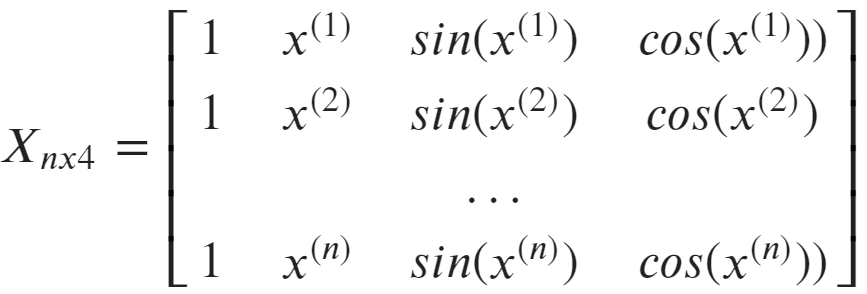 1 x^{(1)} sin(x^{(1)}) cos(x^{(1)}))
1 x^{(2)} sin(x^{(2)}) cos(x^{(2)})
X_{nx4} =
...
1 x^{(n)} sin(x^{(n)}) cos(x^{(n)}))